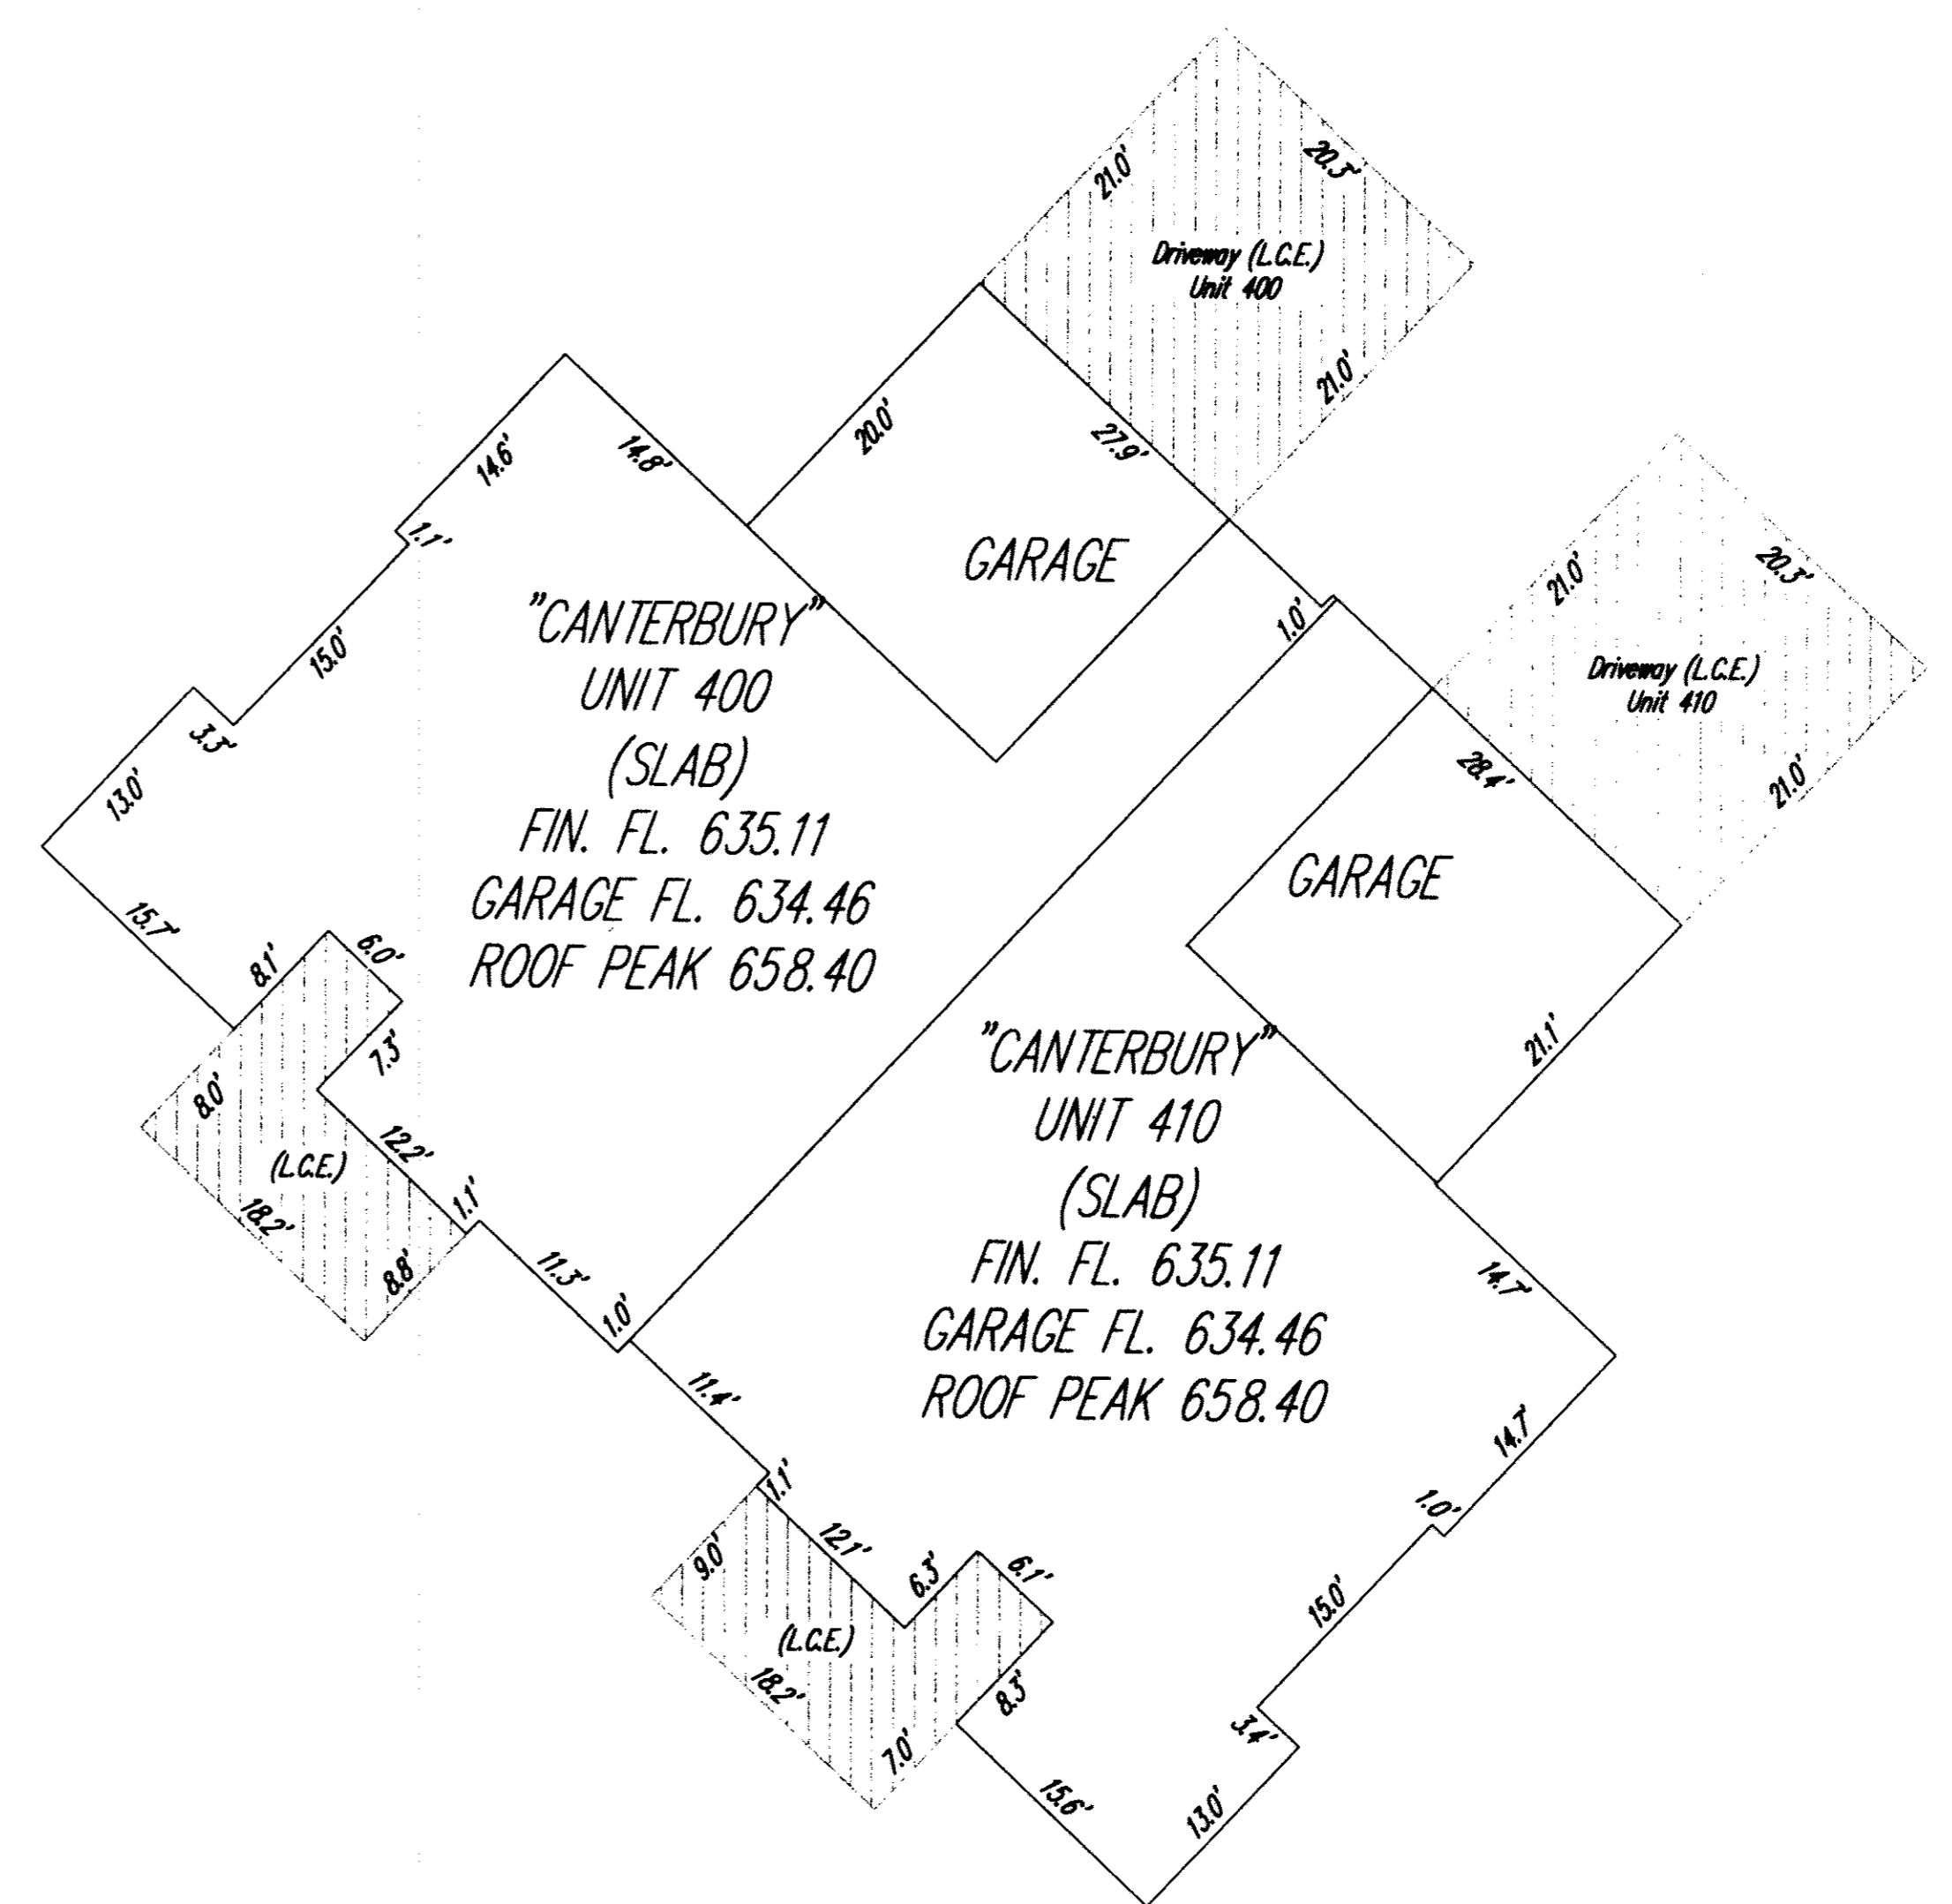 21.0'
20.3'
Driveway (L.C.E.)
Unit 400
21.0'
20.0'
27.9'
14.6'
14.8'
1.1'
GARAGE
15.0'
"CANTERBURY"
UNIT 400
(SLAB)
FIN. FL. 635.11
GARAGE FL. 634.46
ROOF PEAK 658.40
3.3'
13.0'
15.7'
8.1'
6.0'
7.3'
8.0'
(L.C.E.)
12.2'
18.2'
8.8'
1.1'
11.3'
1.0'
1.0'
21.0'
20.3'
Driveway (L.C.E.)
Unit 410
21.0'
28.4'
GARAGE
21.1'
"CANTERBURY"
UNIT 410
(SLAB)
FIN. FL. 635.11
GARAGE FL. 634.46
ROOF PEAK 658.40
14.7'
14.7'
1.0'
15.0'
11.4'
1.1'
12.1'
9.0'
6.3'
6.1'
(L.C.E.)
18.2'
7.0'
8.3'
3.4'
15.6'
13.0'